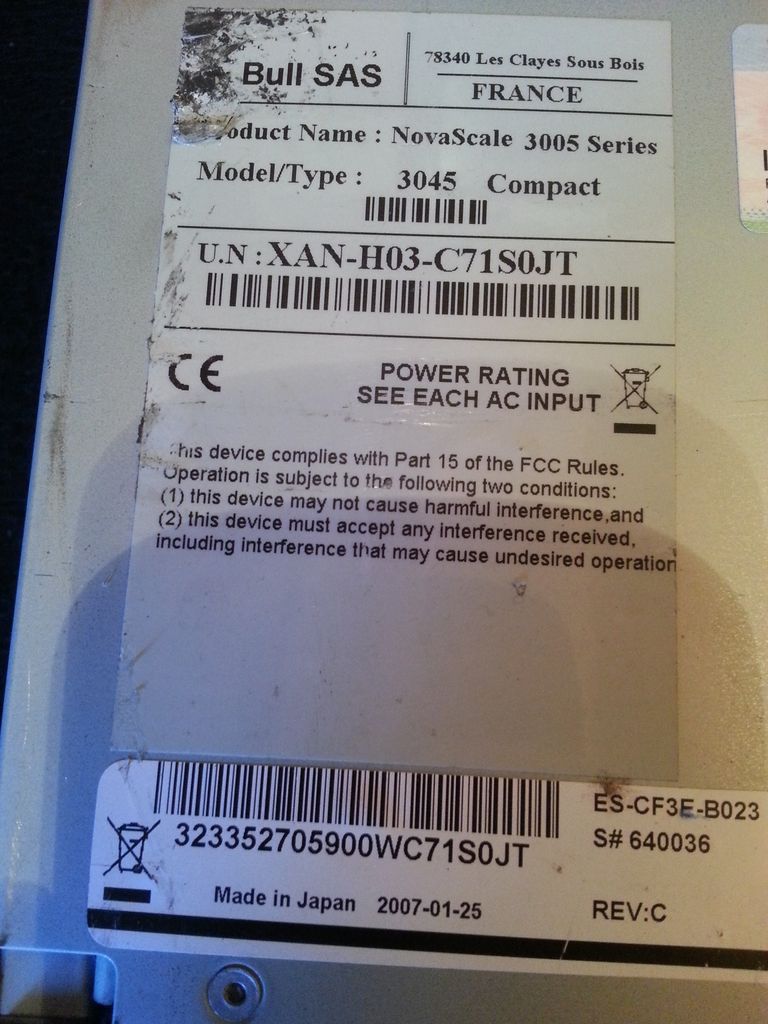 Bull SAS
78340 Les Clayes Sous Bois
FRANCE
oduct Name : NovaScale 3005 Series
Model/Type : 3045 Compact
U.N : XAN-H03-C71S0JT
CE
POWER RATING
SEE EACH AC INPUT
his device complies with Part 15 of the FCC Rules.
Operation is subject to the following two conditions:
(1) this device may not cause harmful interference,and
(2) this device must accept any interference received,
including interference that may cause undesired operation
323352705900WC71S0JT
Made in Japan 2007-01-25
ES-CF3E-B023
S# 640036
REV:C